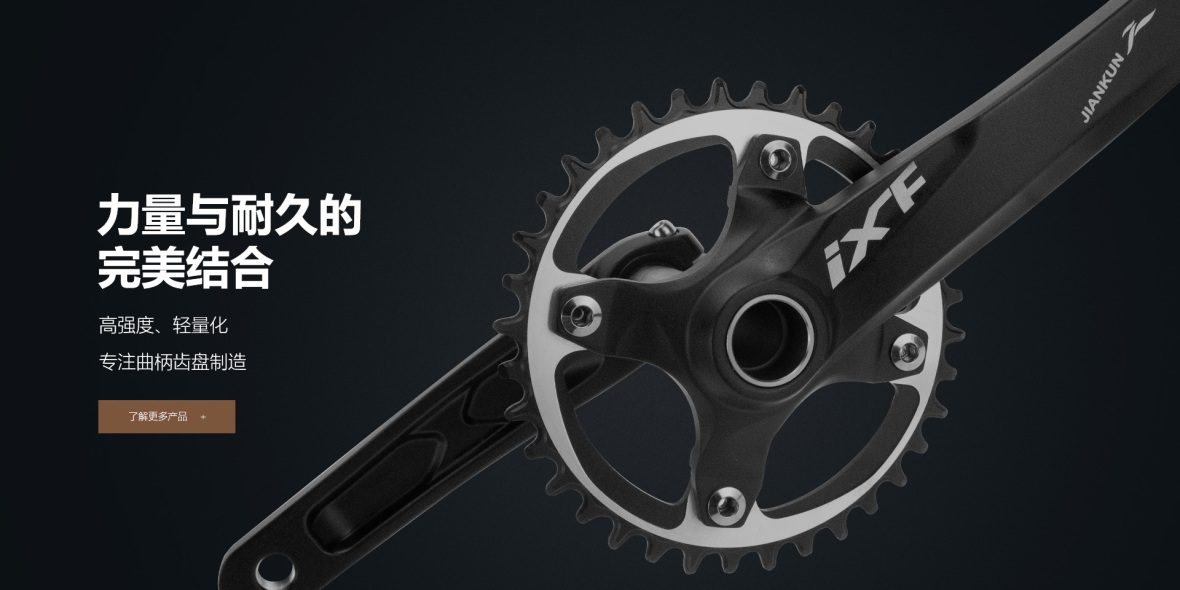 力量与耐久的
完美结合
高强度、轻量化
专注曲柄齿盘制造
了解更多产品 +
iXF
JIANKUN